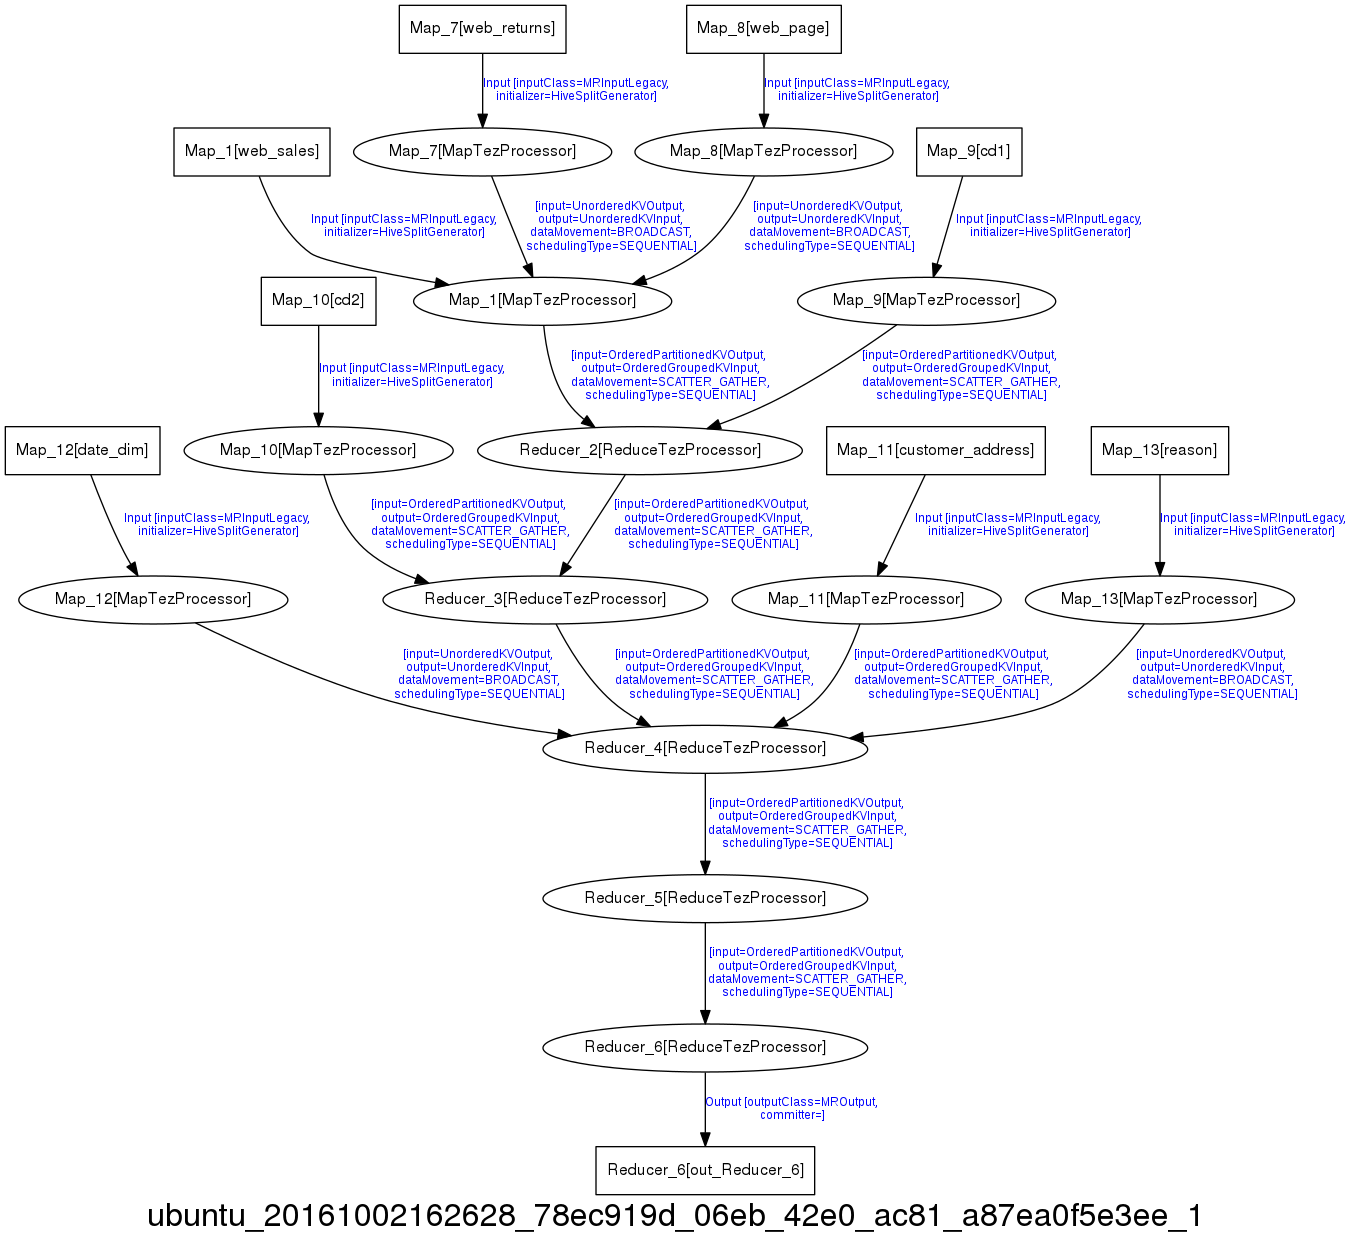 Map_7[web_returns]
Map_8[web_page]
Input [inputClass=MRInputLegacy,
initializer=HiveSplitGenerator]
Input [inputClass=MRInputLegacy,
initializer=HiveSplitGenerator]
Map_1[web_sales]
Map_7[MapTezProcessor]
Map_8[MapTezProcessor]
Map_9[cd1]
Input [inputClass=MRInputLegacy,
initializer=HiveSplitGenerator]
[input=UnorderedKVOutput,
output=UnorderedKVInput,
dataMovement=BROADCAST,
schedulingType=SEQUENTIAL]
[input=UnorderedKVOutput,
output=UnorderedKVInput,
dataMovement=BROADCAST,
schedulingType=SEQUENTIAL]
Input [inputClass=MRInputLegacy,
initializer=HiveSplitGenerator]
Map_10[cd2]
Map_1[MapTezProcessor]
Map_9[MapTezProcessor]
Input [inputClass=MRInputLegacy,
initializer=HiveSplitGenerator]
[input=OrderedPartitionedKVOutput,
output=OrderedGroupedKVInput,
dataMovement=SCATTER_GATHER,
schedulingType=SEQUENTIAL]
[input=OrderedPartitionedKVOutput,
output=OrderedGroupedKVInput,
dataMovement=SCATTER_GATHER,
schedulingType=SEQUENTIAL]
Map_12[date_dim]
Map_10[MapTezProcessor]
Reducer_2[ReduceTezProcessor]
Map_11[customer_address]
Map_13[reason]
Input [inputClass=MRInputLegacy,
initializer=HiveSplitGenerator]
[input=OrderedPartitionedKVOutput,
output=OrderedGroupedKVInput,
dataMovement=SCATTER_GATHER,
schedulingType=SEQUENTIAL]
[input=OrderedPartitionedKVOutput,
output=OrderedGroupedKVInput,
dataMovement=SCATTER_GATHER,
schedulingType=SEQUENTIAL]
Input [inputClass=MRInputLegacy,
initializer=HiveSplitGenerator]
Input [inputClass=MRInputLegacy,
initializer=HiveSplitGenerator]
Map_12[MapTezProcessor]
Reducer_3[ReduceTezProcessor]
Map_11[MapTezProcessor]
Map_13[MapTezProcessor]
[input=UnorderedKVOutput,
output=UnorderedKVInput,
dataMovement=BROADCAST,
schedulingType=SEQUENTIAL]
[input=OrderedPartitionedKVOutput,
output=OrderedGroupedKVInput,
dataMovement=SCATTER_GATHER,
schedulingType=SEQUENTIAL]
[input=OrderedPartitionedKVOutput,
output=OrderedGroupedKVInput,
dataMovement=SCATTER_GATHER,
schedulingType=SEQUENTIAL]
[input=UnorderedKVOutput,
output=UnorderedKVInput,
dataMovement=BROADCAST,
schedulingType=SEQUENTIAL]
Reducer_4[ReduceTezProcessor]
[input=OrderedPartitionedKVOutput,
output=OrderedGroupedKVInput,
dataMovement=SCATTER_GATHER,
schedulingType=SEQUENTIAL]
Reducer_5[ReduceTezProcessor]
[input=OrderedPartitionedKVOutput,
output=OrderedGroupedKVInput,
dataMovement=SCATTER_GATHER,
schedulingType=SEQUENTIAL]
Reducer_6[ReduceTezProcessor]
Output [outputClass=MROutput,
committer=]
Reducer_6[out_Reducer_6]
ubuntu_20161002162628_78ec919d_06eb_42e0_ac81_a87ea0f5e3ee_1